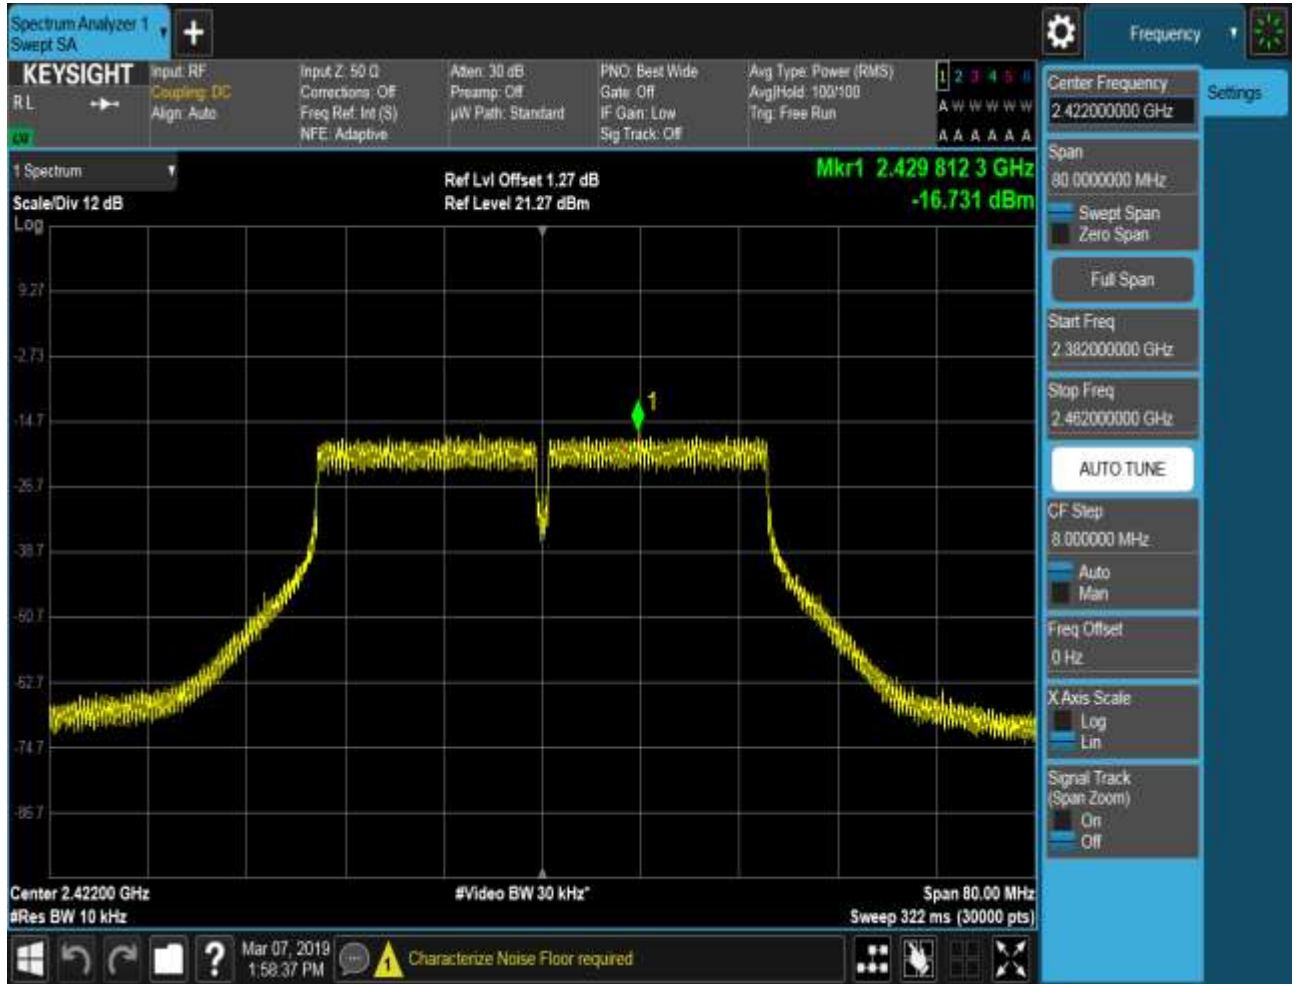 Spectrum Analyzer 1
Swept SA
Frequency
KEYSIGHT
R L
LXI
Input: RF
Coupling: DC
Align: Auto
Input Z: 50 Ω
Corrections: Off
Freq Ref: Int (S)
NFE: Adaptive
Atten: 30 dB
Preamp: Off
µW Path: Standard
PNO: Best Wide
Gate: Off
IF Gain: Low
Sig Track: Off
Avg Type: Power (RMS)
Avg|Hold: 100/100
Trig: Free Run
1 2 3 4 5 6
A W W W W W
A A A A A A
Center Frequency
2.422000000 GHz
Settings
1 Spectrum
Scale/Div 12 dB
Ref Lvl Offset 1.27 dB
Ref Level 21.27 dBm
Mkr1 2.429 812 3 GHz
-16.731 dBm
Log
9.27
-2.73
-14.7
-26.7
-38.7
-50.7
-62.7
-74.7
-86.7
1
Span
80.0000000 MHz
Swept Span
Zero Span
Full Span
Start Freq
2.382000000 GHz
Stop Freq
2.462000000 GHz
AUTO TUNE
CF Step
8.000000 MHz
Auto
Man
Freq Offset
0 Hz
X Axis Scale
Log
Lin
Signal Track
(Span Zoom)
On
Off
Center 2.42200 GHz
#Res BW 10 kHz
#Video BW 30 kHz*
Span 80.00 MHz
Sweep 322 ms (30000 pts)
?
Mar 07, 2019
1:58:37 PM
1
Characterize Noise Floor required